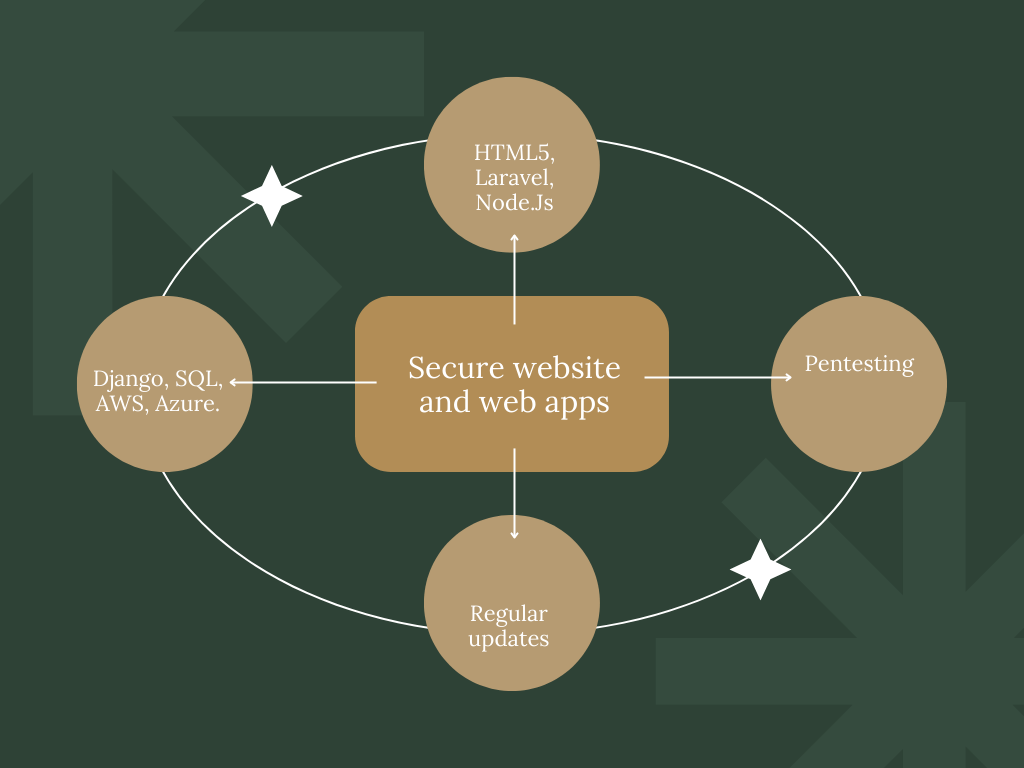 HTML5,
Laravel,
Node.Js
Django, SQL,
AWS, Azure.
Secure website
and web apps
Pentesting
Regular
updates